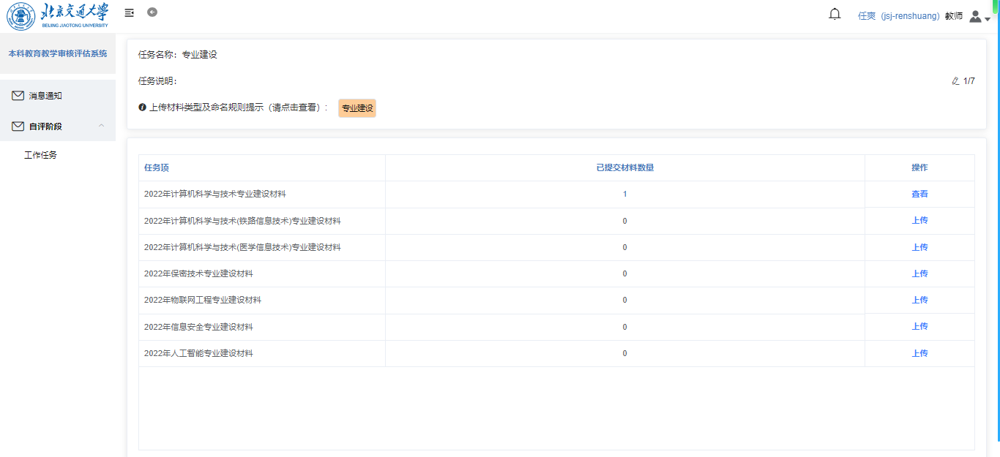 北京交通大学
BEIJING JIAOTONG UNIVERSITY
任爽 (jsj-renshuang) 教师
本科教育教学审核评估系统
消息通知
自评阶段
工作任务
任务名称：专业建设
任务说明：
1/7
上传材料类型及命名规则提示（请点击查看）： 专业建设
任务项 已提交材料数量 操作
2022年计算机科学与技术专业建设材料 1 查看
2022年计算机科学与技术(铁路信息技术)专业建设材料 0 上传
2022年计算机科学与技术(医学信息技术)专业建设材料 0 上传
2022年保密技术专业建设材料 0 上传
2022年物联网工程专业建设材料 0 上传
2022年信息安全专业建设材料 0 上传
2022年人工智能专业建设材料 0 上传